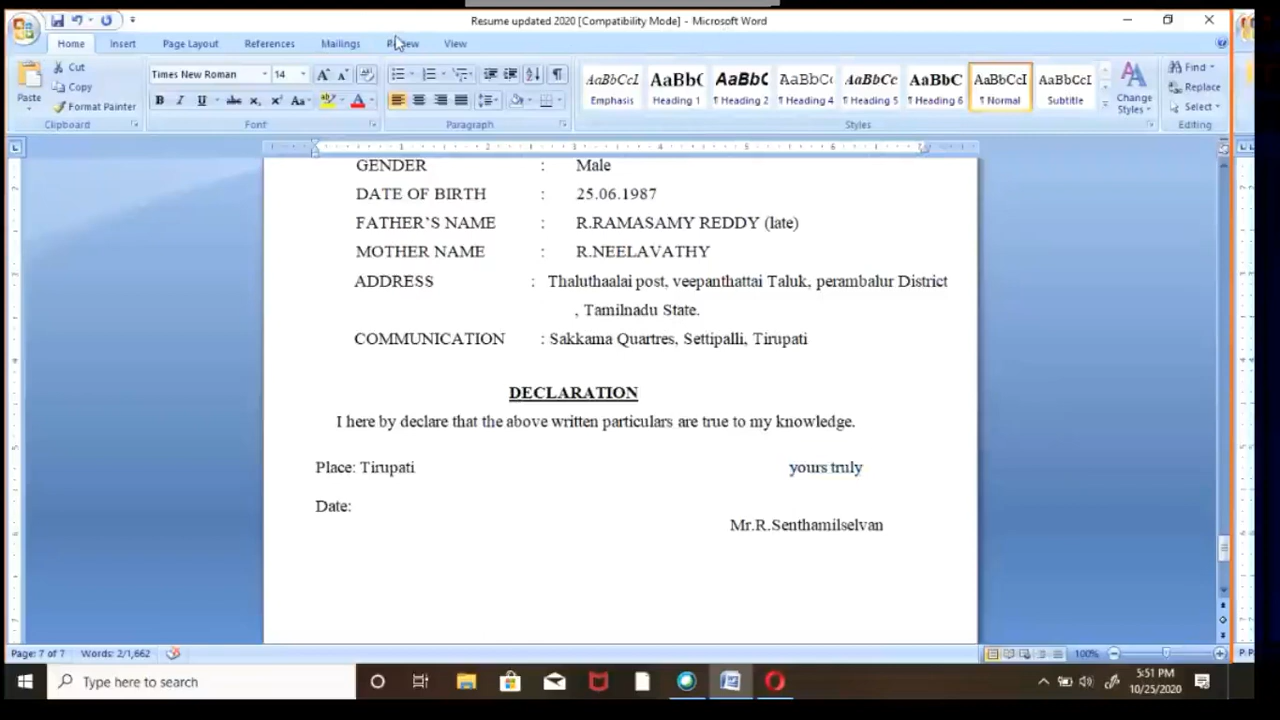 Resume updated 2020 [Compatibility Mode] - Microsoft Word
Home Insert Page Layout References Mailings Review View
Paste Cut
Copy
Format Painter
Clipboard
Times New Roman 14
Font
Paragraph
AaBbCcI AaBb( AaBbC AaBbC( AaBbCc AaBbC AaBbCcI AaBbCcI
Emphasis Heading 1 ¶ Heading 2 ¶ Heading 4 ¶ Heading 5 ¶ Heading 6 ¶ Normal Subtitle
Change Styles
Styles
Find
Replace
Select
Editing
GENDER : Male
DATE OF BIRTH : 25.06.1987
FATHER’S NAME : R.RAMASAMY REDDY (late)
MOTHER NAME : R.NEELAVATHY
ADDRESS : Thaluthaalai post, veepanthattai Taluk, perambalur District
, Tamilnadu State.
COMMUNICATION : Sakkama Quartres, Settipalli, Tirupati
DECLARATION
I here by declare that the above written particulars are true to my knowledge.
Place: Tirupati yours truly
Date:
Mr.R.Senthamilselvan
Page: 7 of 7 Words: 2/1,662 100%
Type here to search
5:51 PM
10/25/2020